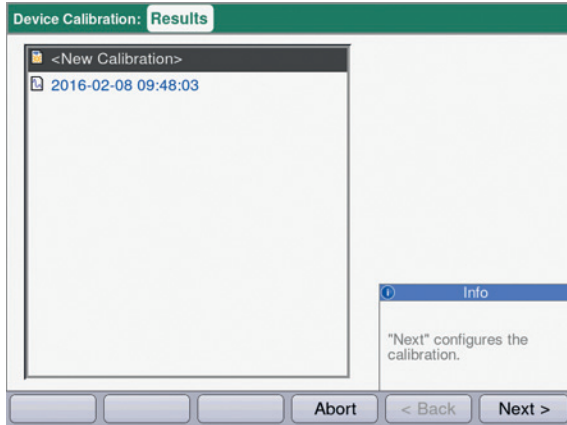 Device Calibration: Results
<New Calibration>
2016-02-08 09:48:03
Info
"Next" configures the
calibration.
Abort
< Back
Next >